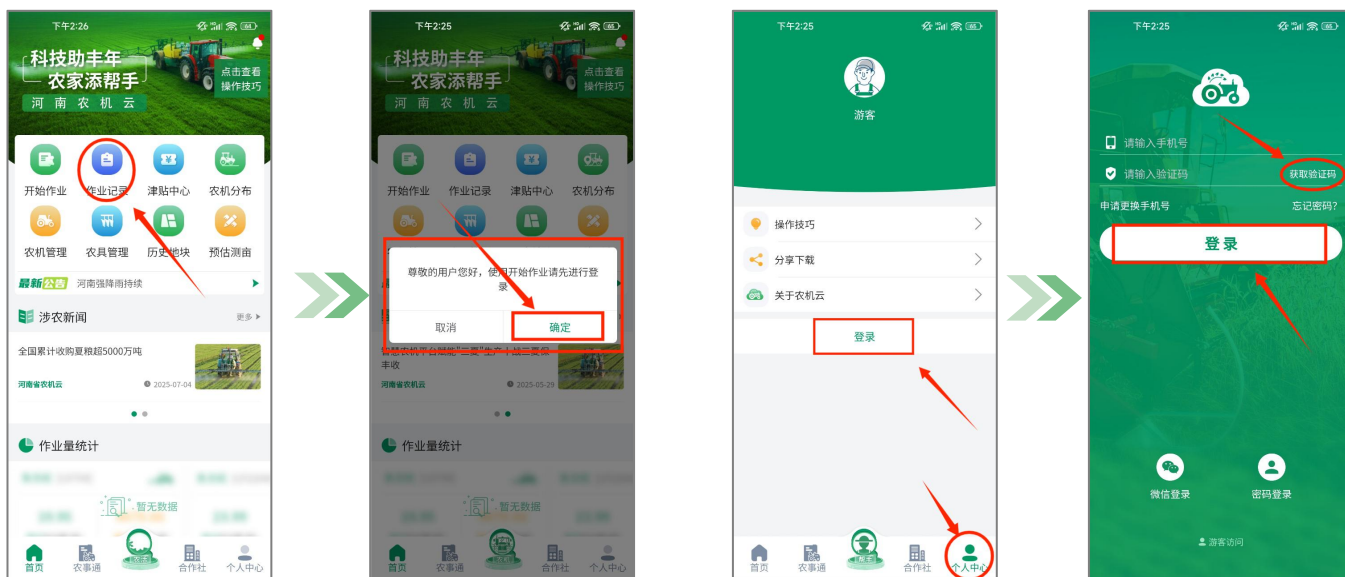 下午2:26
科技助丰年
农家添帮手
河南农机云
点击查看
操作技巧
开始作业 作业记录 津贴中心 农机分布
农机管理 农具管理 历史地块 预估测亩
最新公告 河南强降雨持续
涉农新闻 更多
全国累计收购夏粮超5000万吨
河南省农机云 2025-07-04
作业量统计
暂无数据
首页 农事通 合作社 个人中心
下午2:25
科技助丰年
农家添帮手
河南农机云
点击查看
操作技巧
开始作业 作业记录 津贴中心 农机分布
尊敬的用户您好，使用开始作业请先进行登
录
取消 确定
丰收
河南省农机云 2025-05-29
作业量统计
暂无数据
首页 农事通 合作社 个人中心
下午2:25
游客
操作技巧
分享下载
关于农机云
登录
首页 农事通 合作社 个人中心
下午2:25
请输入手机号
请输入验证码 获取验证码
申请更换手机号 忘记密码?
登录
微信登录 密码登录
游客访问